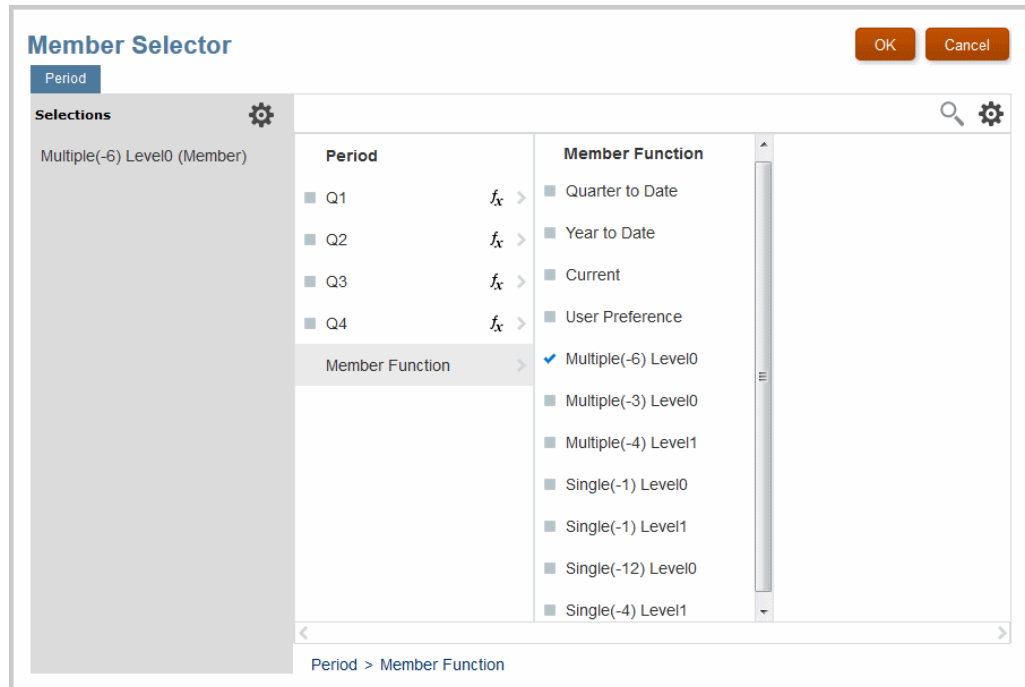 Member Selector
OK
Cancel
Period
Selections
Multiple(-6) Level0 (Member)
Period
Q1 fx
Q2 fx
Q3 fx
Q4 fx
Member Function
Member Function
Quarter to Date
Year to Date
Current
User Preference
Multiple(-6) Level0
Multiple(-3) Level0
Multiple(-4) Level1
Single(-1) Level0
Single(-1) Level1
Single(-12) Level0
Single(-4) Level1
Period > Member Function